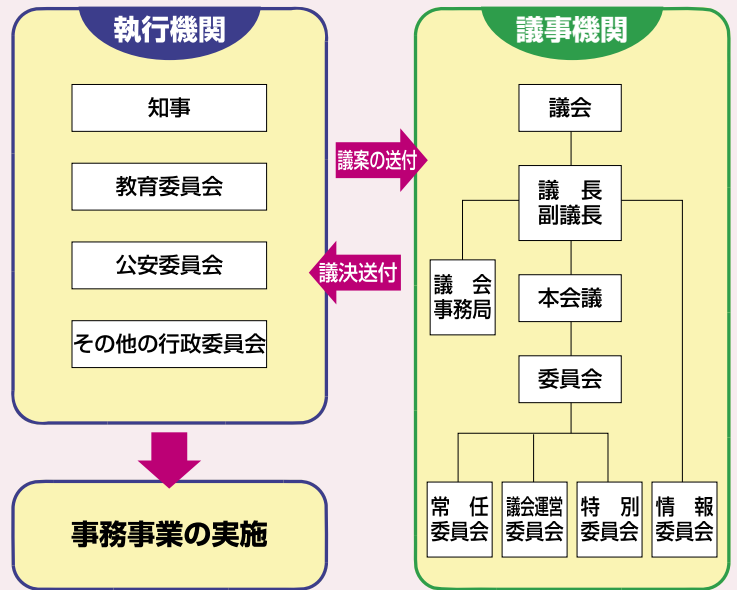 執行機関
知事
教育委員会
公安委員会
その他の行政委員会
事務事業の実施
議案の送付
議決送付
議事機関
議会
議　長
副議長
議　会
事務局
本会議
委員会
常　任
委員会
議会運営
委員会
特　別
委員会
情　報
委員会